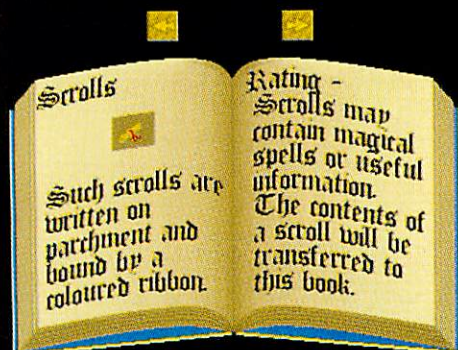 Scrolls
Such scrolls are
written on
parchment and
bound by a
coloured ribbon.
Rating -
Scrolls may
contain magical
spells or useful
information.
The contents of
a scroll will be
transferred to
this book.